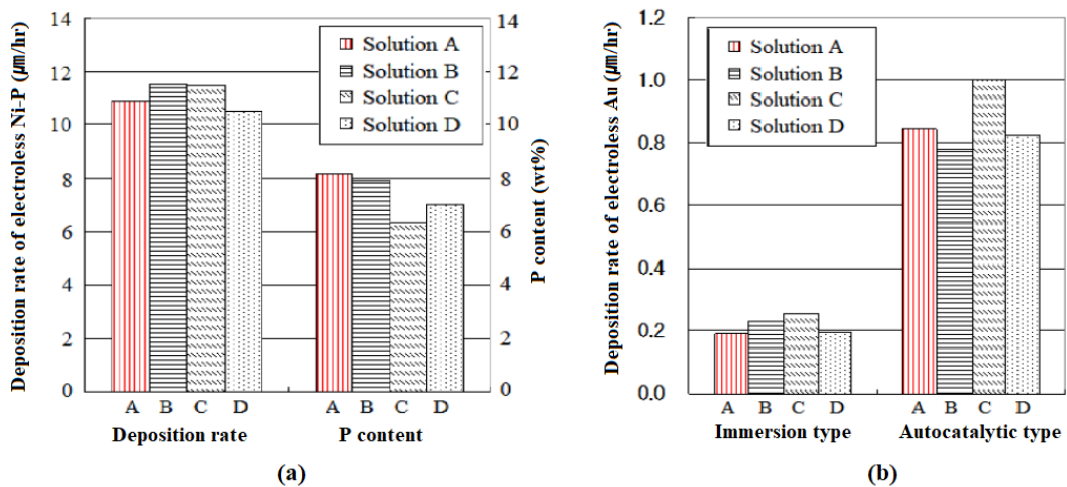 Deposition rate of electroless Ni-P (㎛/hr)
14
12
10
8
6
4
2
0
Solution A
Solution B
Solution C
Solution D
14
12
10
8
6
4
2
0
P content (wt%)
A B C D A B C D
Deposition rate P content
(a)
Deposition rate of electroless Au (㎛/hr)
1.2
1.0
0.8
0.6
0.4
0.2
0.0
Solution A
Solution B
Solution C
Solution D
A B C D A B C D
Immersion type Autocatalytic type
(b)